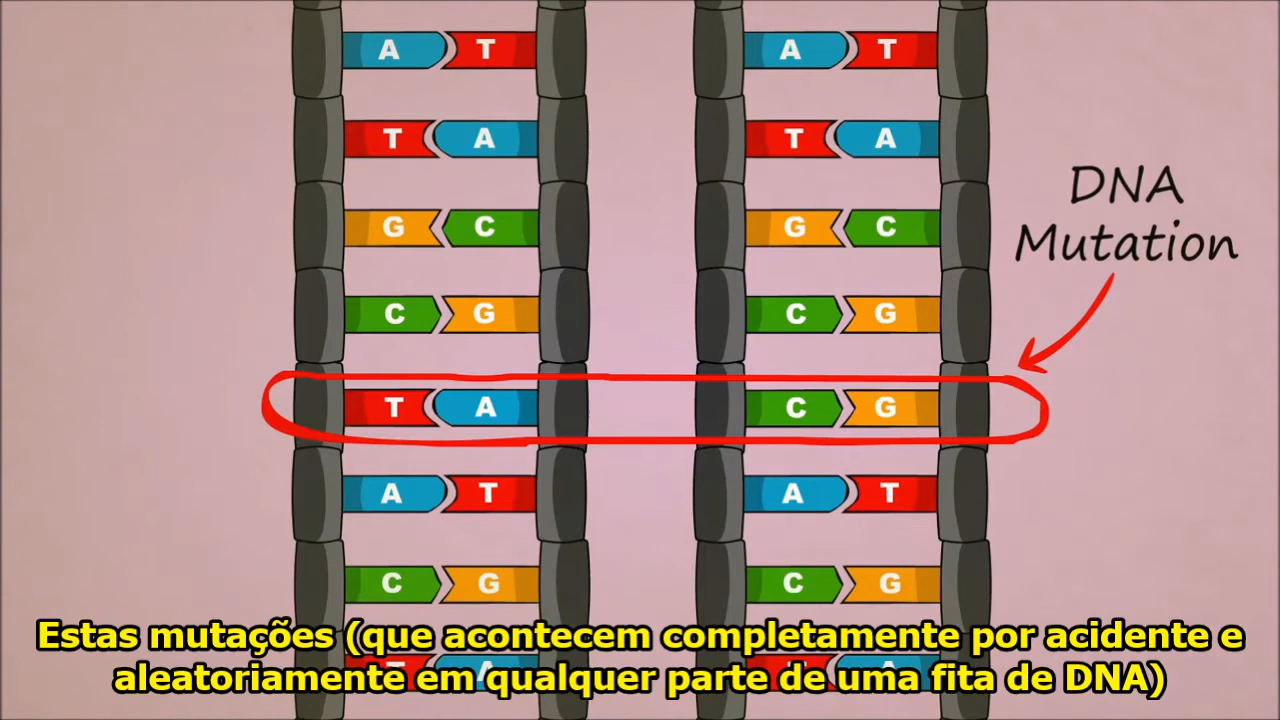 A T A T
T A T A
DNA
G C G C
Mutation
C G C G
T A C G
A T A T
C G C G
Estas mutações (que acontecem completamente por acidente e
aleatoriamente em qualquer parte de uma fita de DNA)